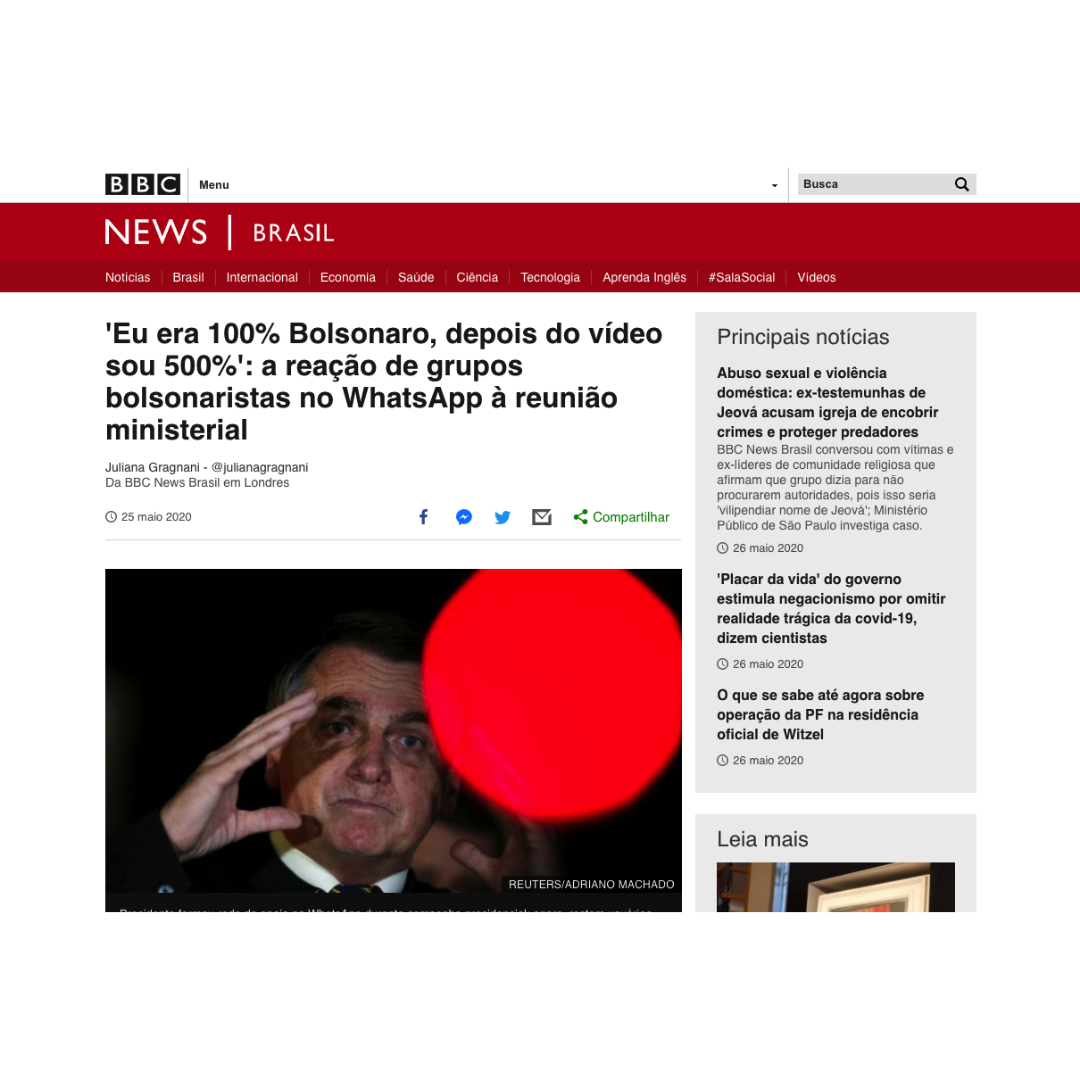 BBC
Menu
Busca
NEWS | BRASIL
Notícias
Brasil
Internacional
Economia
Saúde
Ciência
Tecnologia
Aprenda Inglês
#SalaSocial
Vídeos
'Eu era 100% Bolsonaro, depois do vídeo
sou 500%': a reação de grupos
bolsonaristas no WhatsApp à reunião
ministerial
Juliana Gragnani - @julianagragnani
Da BBC News Brasil em Londres
25 maio 2020
Compartilhar
REUTERS/ADRIANO MACHADO
Principais notícias
Abuso sexual e violência
doméstica: ex-testemunhas de
Jeová acusam igreja de encobrir
crimes e proteger predadores
BBC News Brasil conversou com vítimas e
ex-líderes de comunidade religiosa que
afirmam que grupo dizia para não
procurarem autoridades, pois isso seria
'vilipendiar nome de Jeová'; Ministério
Público de São Paulo investiga caso.
26 maio 2020
'Placar da vida' do governo
estimula negacionismo por omitir
realidade trágica da covid-19,
dizem cientistas
26 maio 2020
O que se sabe até agora sobre
operação da PF na residência
oficial de Witzel
26 maio 2020
Leia mais